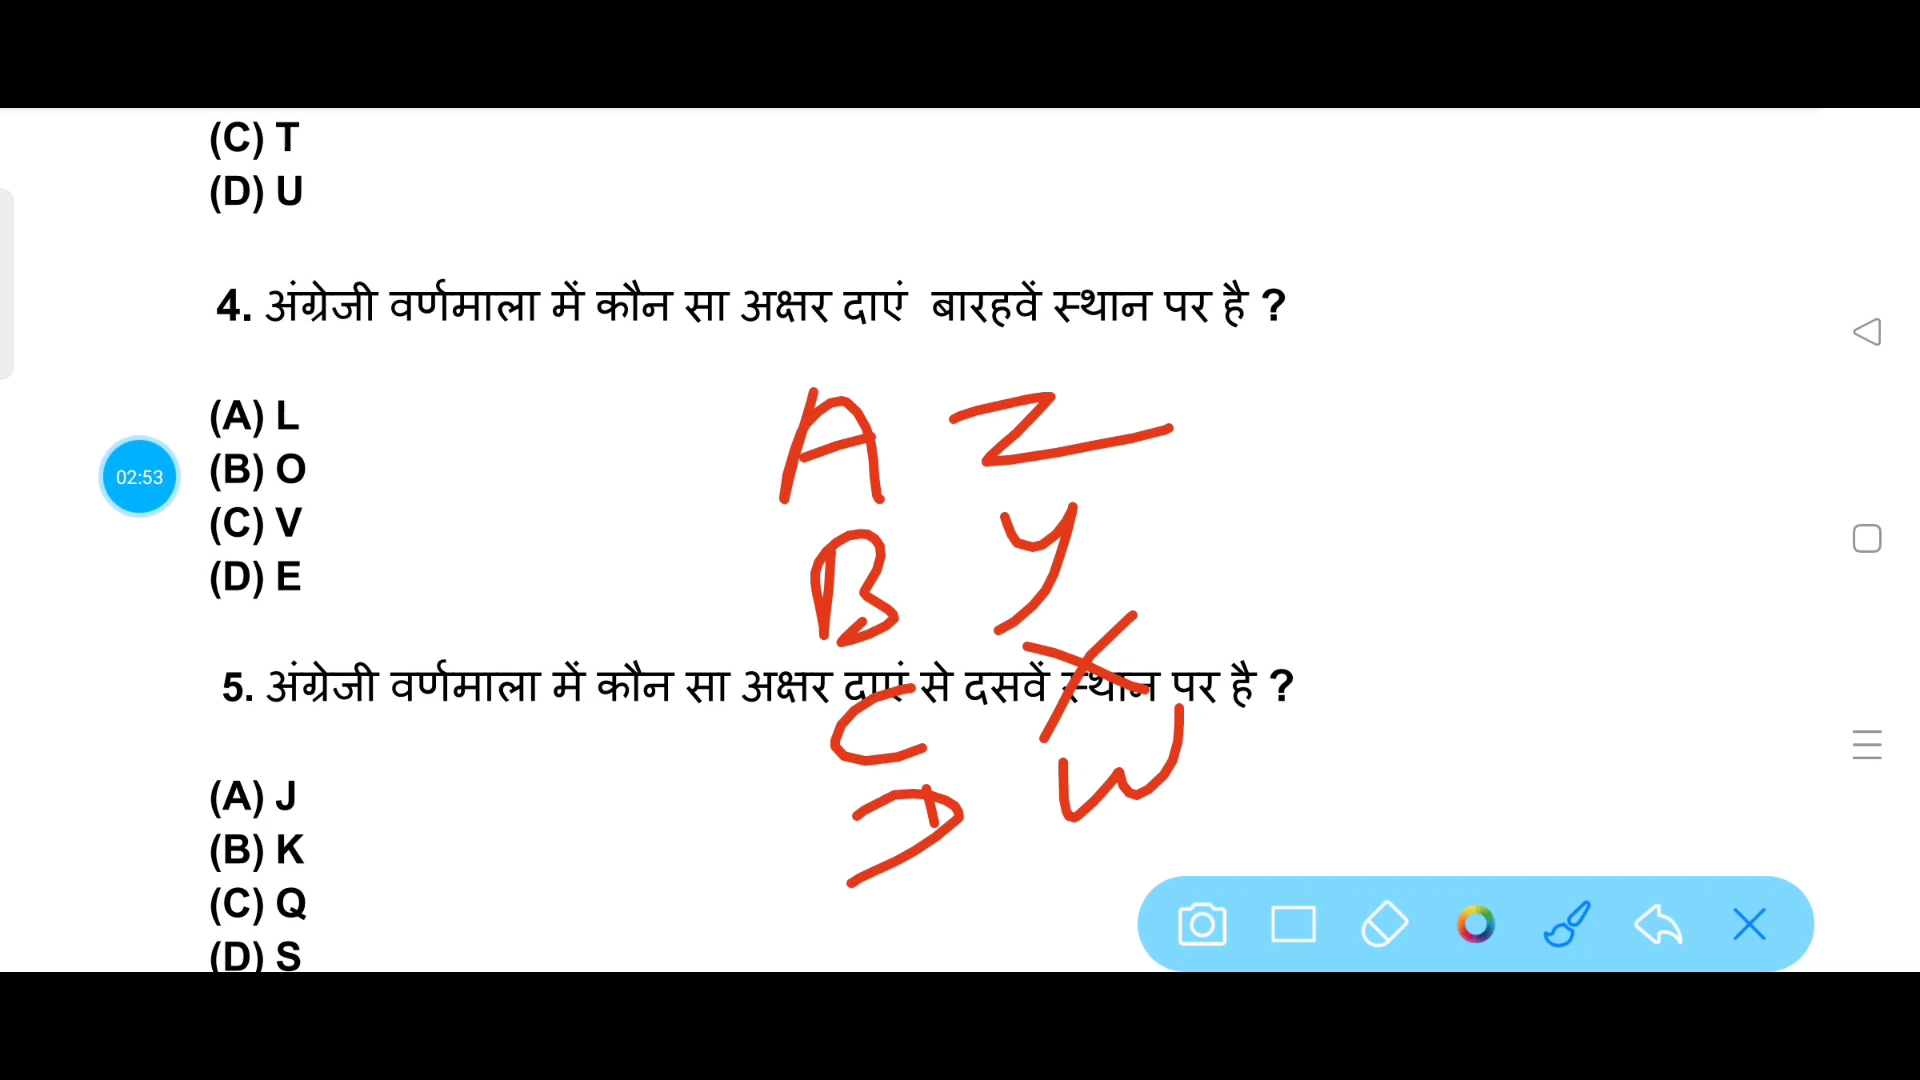 (C) T
(D) U
4. अंग्रेजी वर्णमाला में कौन सा अक्षर दाएं बारहवें स्थान पर है ?
A Z
(A) L
(B) O
02:53
(C) V
(D) E
B Y
5. अंग्रेजी वर्णमाला में कौन सा अक्षर दाएं से दसवें स्थान पर है ?
C X
D W
(A) J
(B) K
(C) Q
(D) S